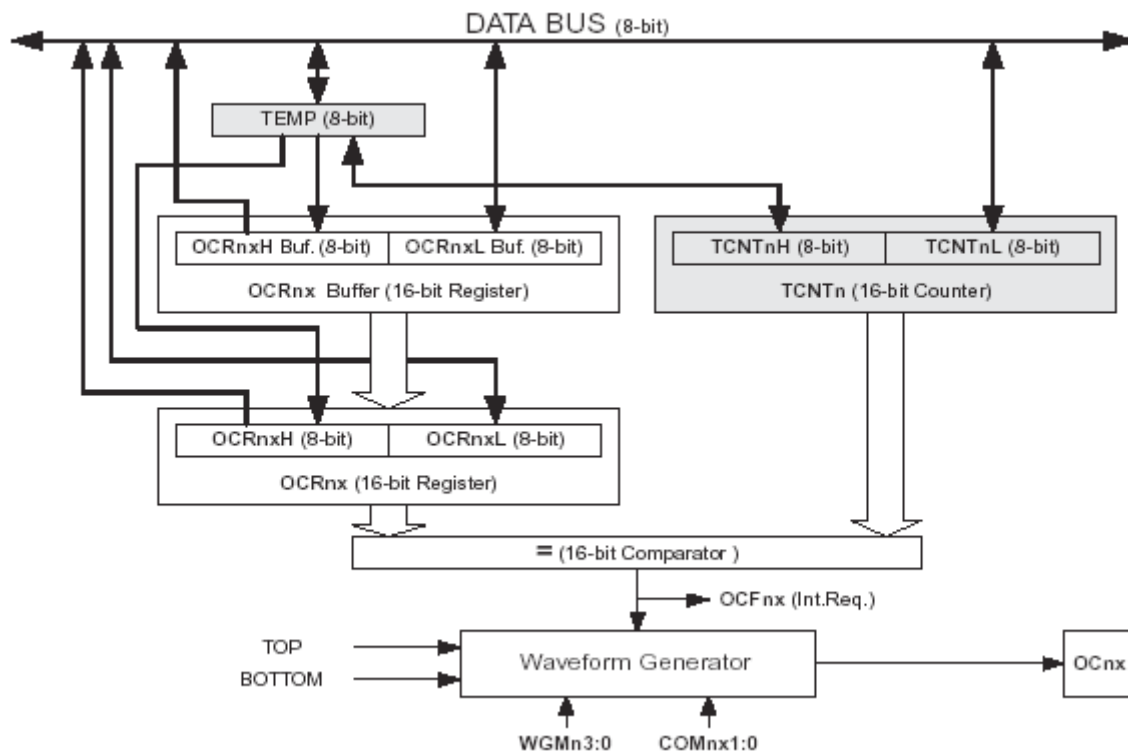 DATA BUS (8-bit)
TEMP (8-bit)
OCRnxH Buf. (8-bit)
OCRnxL Buf. (8-bit)
OCRnx Buffer (16-bit Register)
TCNTnH (8-bit)
TCNTnL (8-bit)
TCNTn (16-bit Counter)
OCRnxH (8-bit)
OCRnxL (8-bit)
OCRnx (16-bit Register)
= (16-bit Comparator )
OCFnx (Int.Req.)
TOP
BOTTOM
Waveform Generator
OCnx
WGMn3:0
COMnx1:0